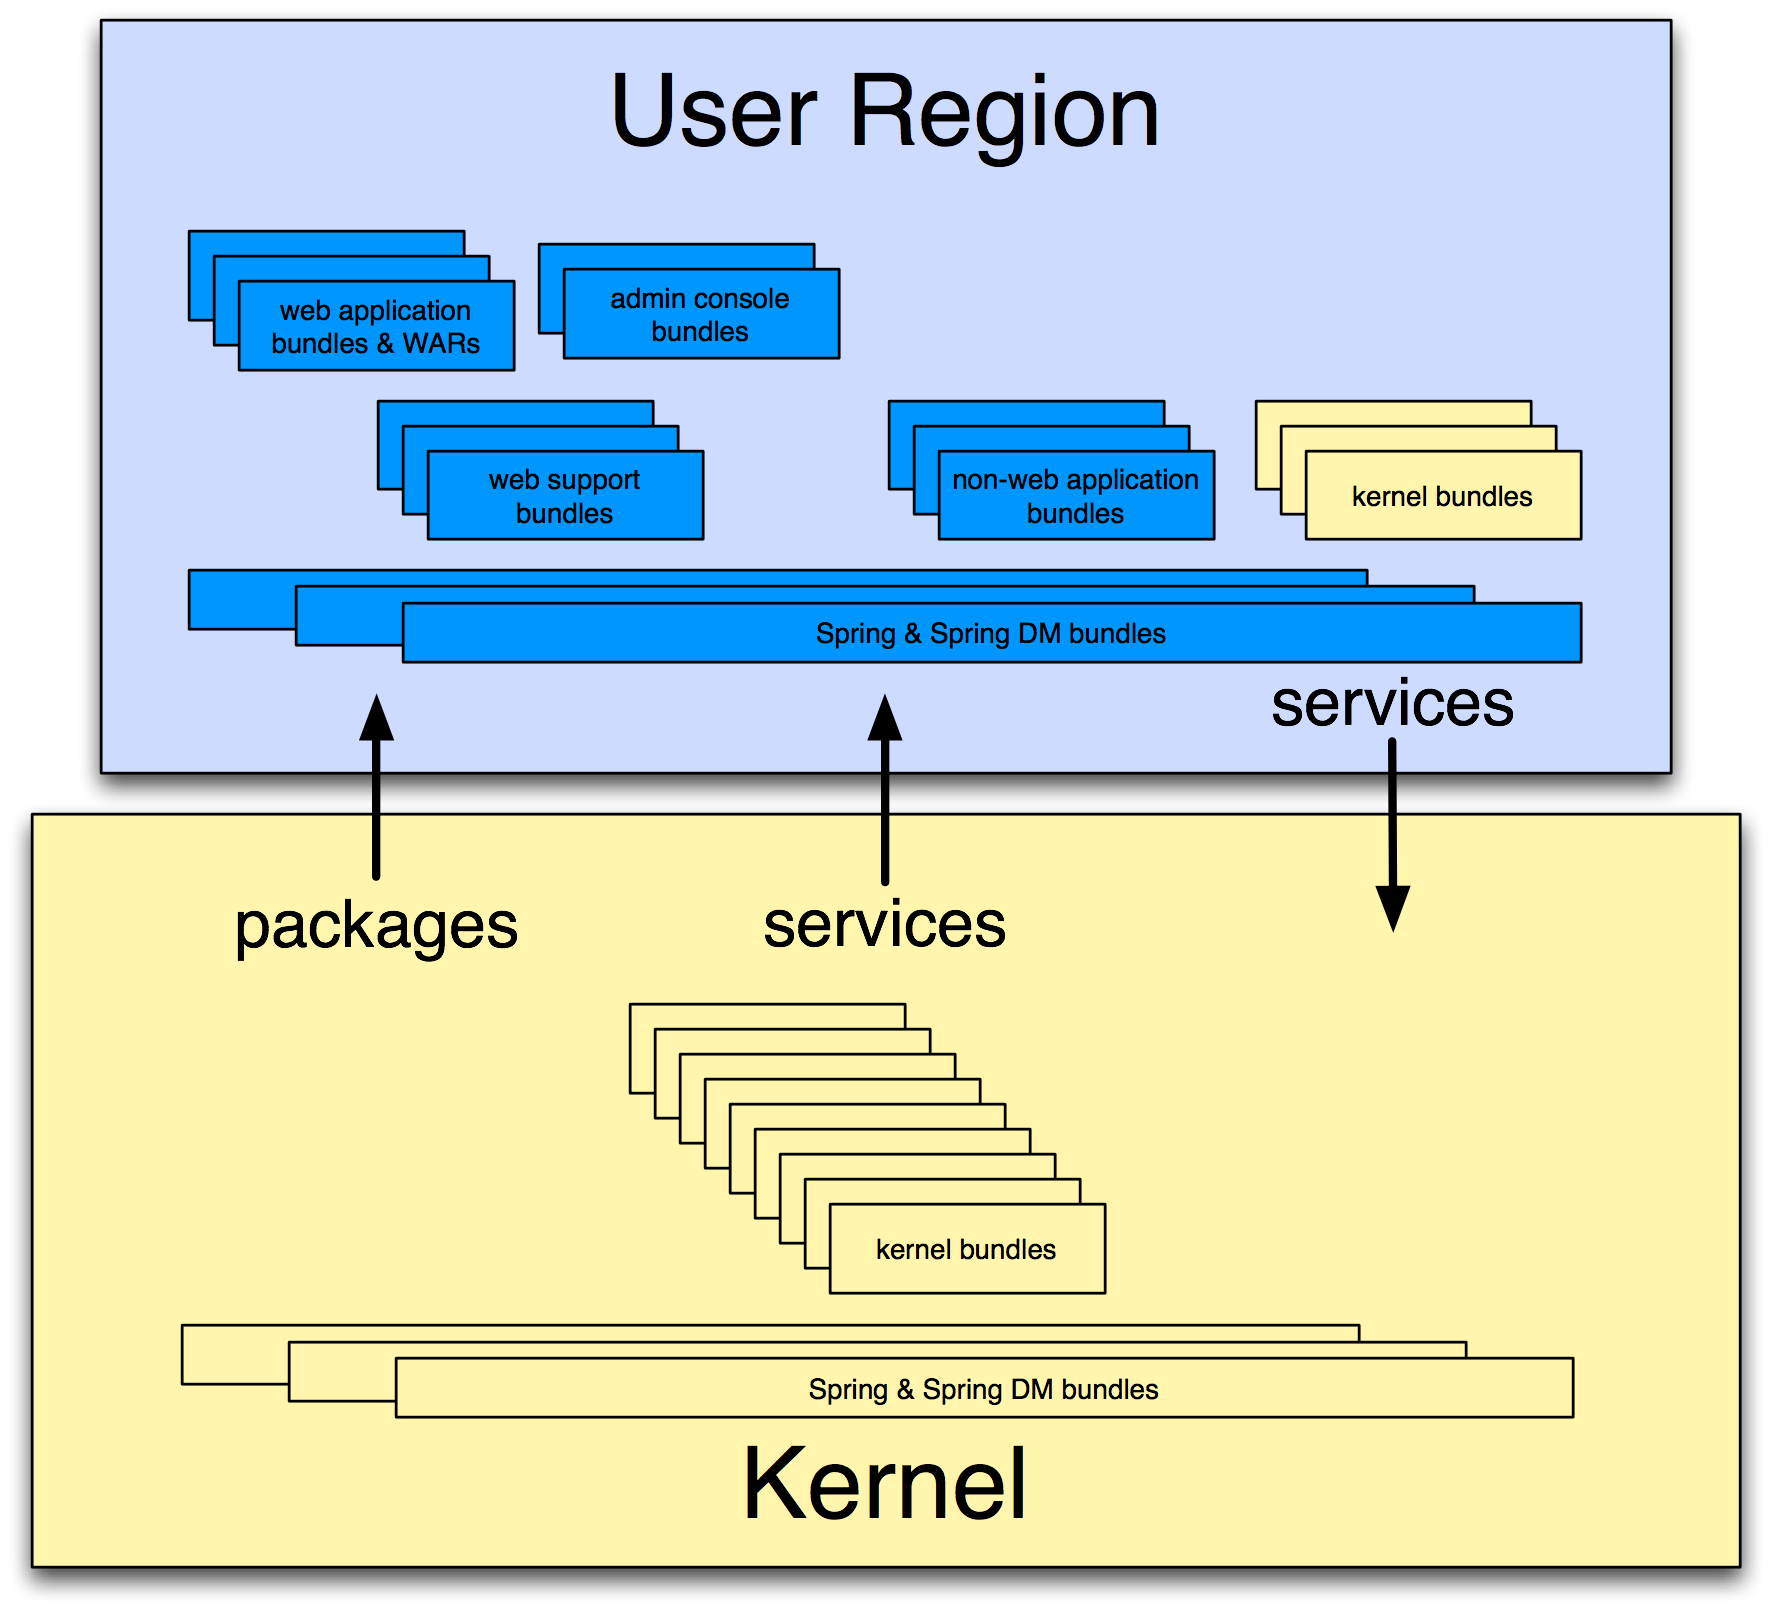 User Region
web application
bundles & WARs
admin console
bundles
web support
bundles
non-web application
bundles
kernel bundles
Spring & Spring DM bundles
services
packages
services
kernel bundles
Spring & Spring DM bundles
Kernel